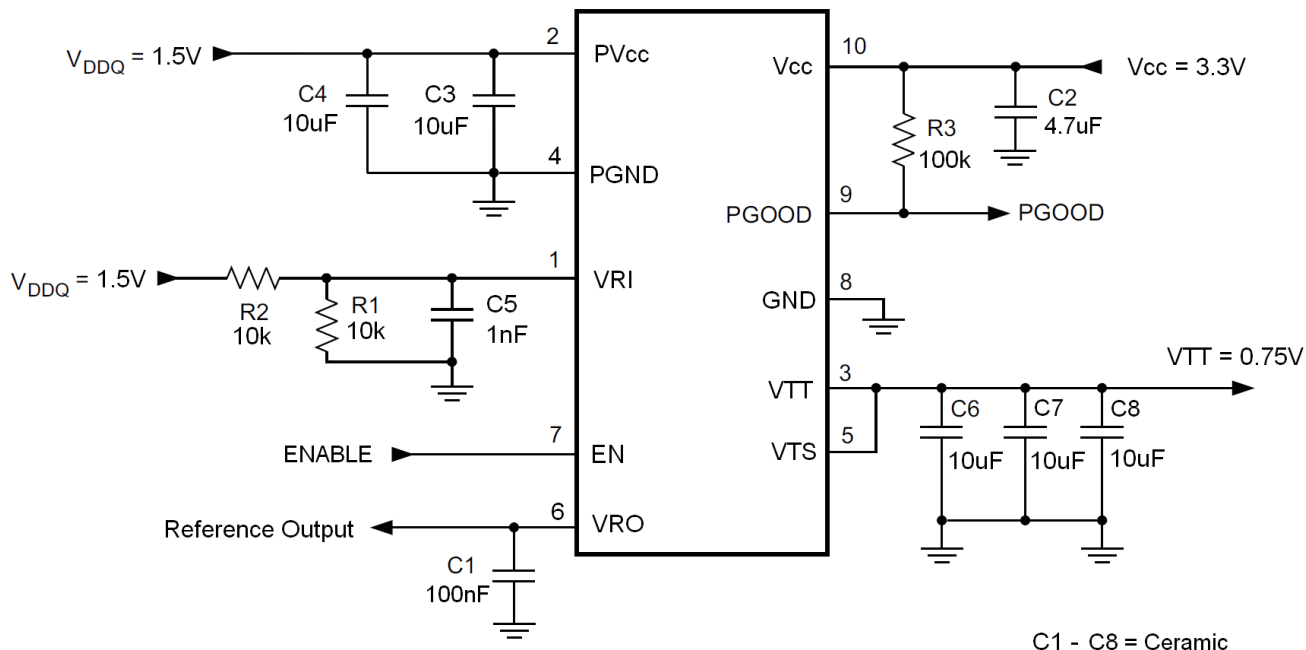 V_DDQ = 1.5V
2
PVcc
C4
10uF
C3
10uF
4
PGND
V_DDQ = 1.5V
1
VRI
R2
10k
R1
10k
C5
1nF
ENABLE
7
EN
Reference Output
6
VRO
C1
100nF
10
Vcc
Vcc = 3.3V
C2
4.7uF
R3
100k
9
PGOOD
PGOOD
8
GND
VTT = 0.75V
3
VTT
5
VTS
C6
10uF
C7
10uF
C8
10uF
C1 - C8 = Ceramic